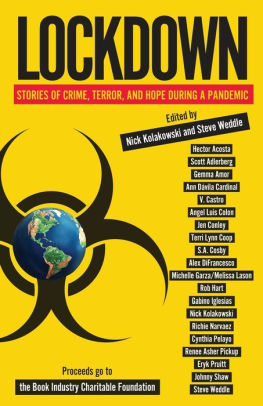 LOCKDOWN
STORIES OF CRIME, TERROR, AND HOPE DURING A PANDEMIC
Edited by
Nick Kolakowski and Steve Weddle
Hector Acosta
Scott Adlerberg
Gemma Amor
Ann Dávila Cardinal
V. Castro
Angel Luis Colón
Jen Conley
Terri Lynn Coop
S.A. Cosby
Alex DiFrancesco
Michelle Garza/Melissa Lason
Rob Hart
Gabino Iglesias
Nick Kolakowski
Richie Narvaez
Cynthia Pelayo
Renee Asher Pickup
Eryk Pruitt
Johnny Shaw
Steve Weddle
Proceeds go to
the Book Industry Charitable Foundation